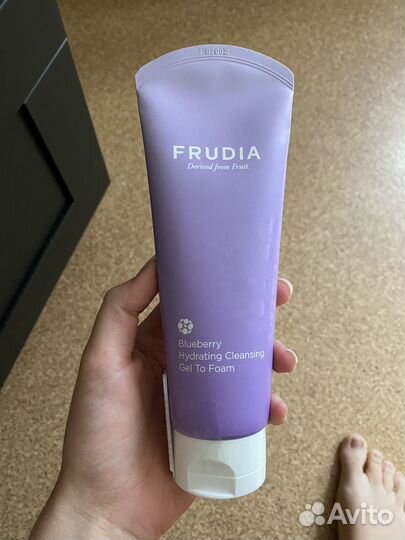 FRUDIA
Derived from Fruit
Blueberry
Hydrating Cleansing
Gel To Foam
Avito